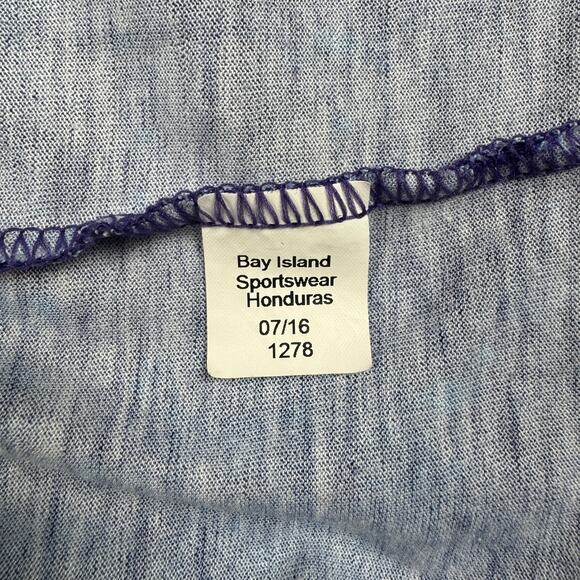 Bay Island
Sportswear
Honduras
07/16
1278